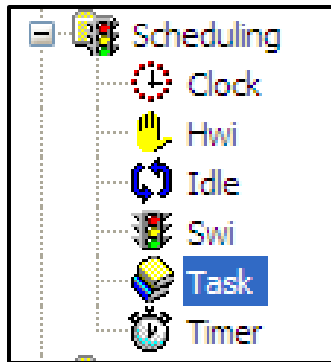 Scheduling
Clock
Hwi
Idle
Swi
Task
Timer